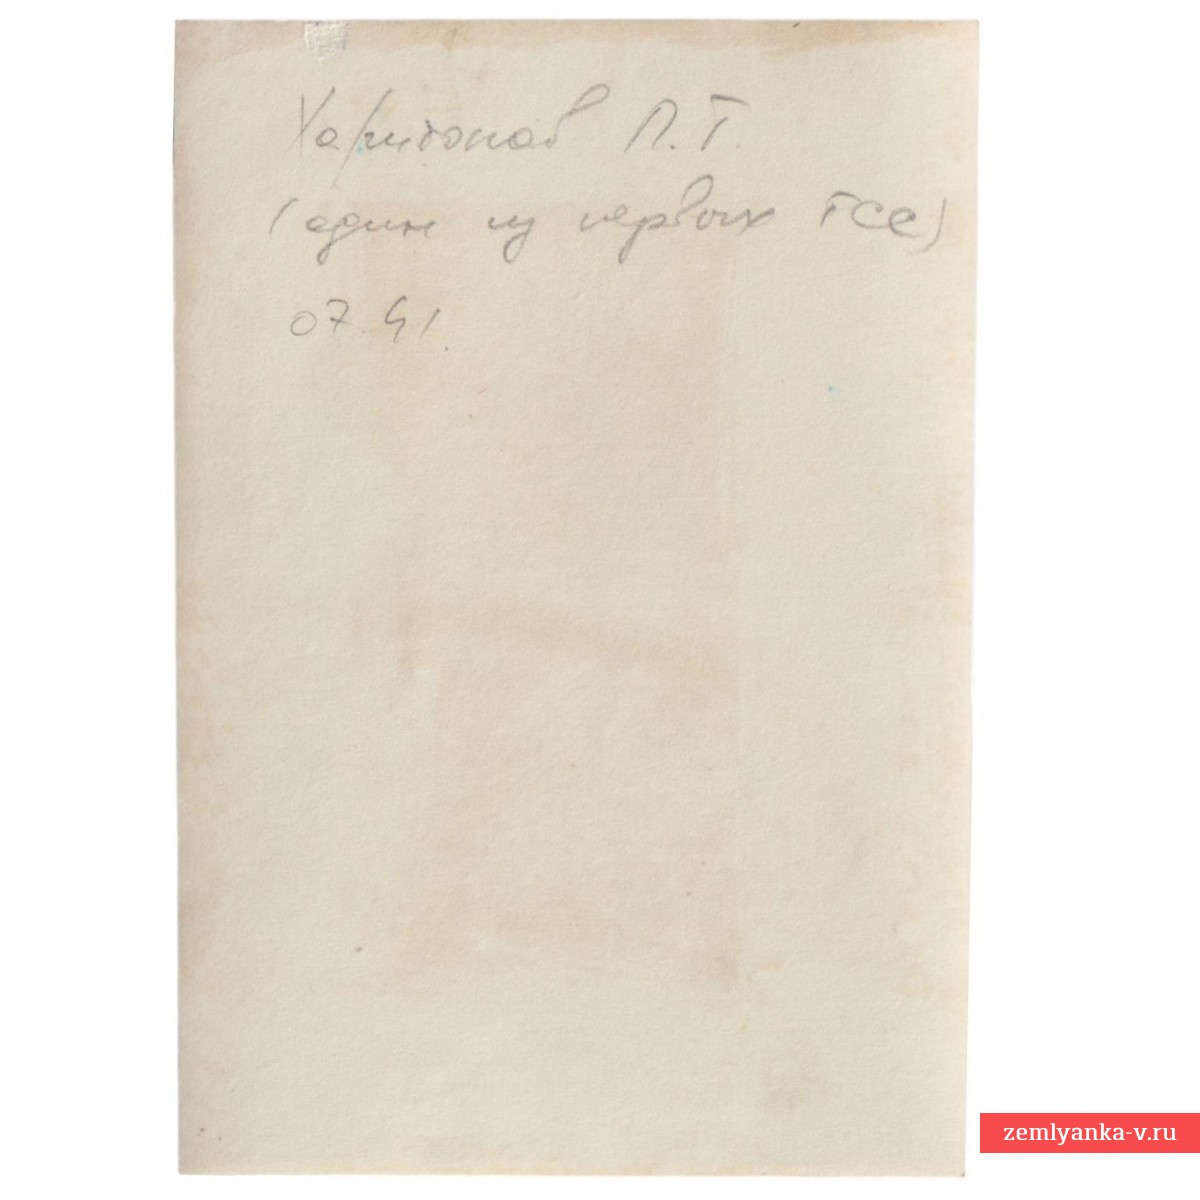 Харитонов П.Т.
(один из первых ГСС)
07.41.
zemlyanka-v.ru